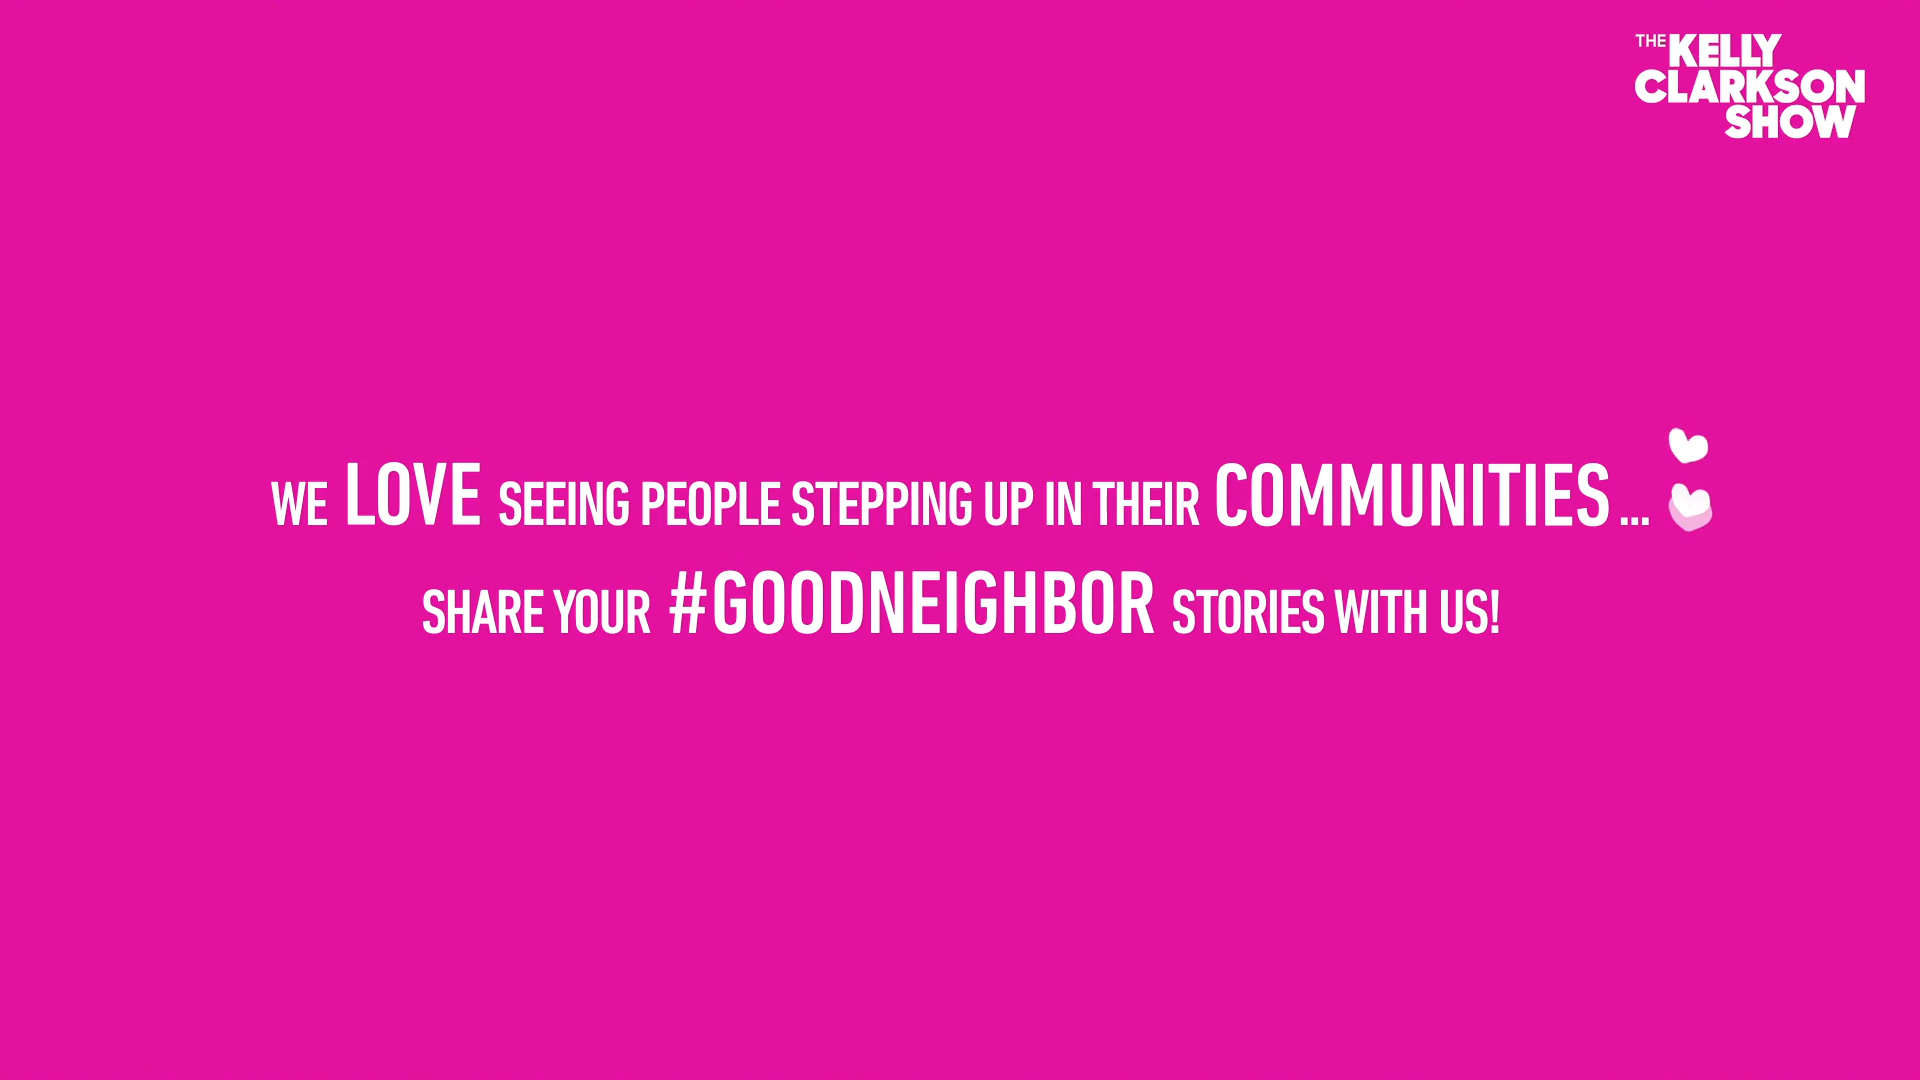 THE KELLY
CLARKSON
SHOW
WE LOVE SEEING PEOPLE STEPPING UP IN THEIR COMMUNITIES...
SHARE YOUR #GOODNEIGHBOR STORIES WITH US!